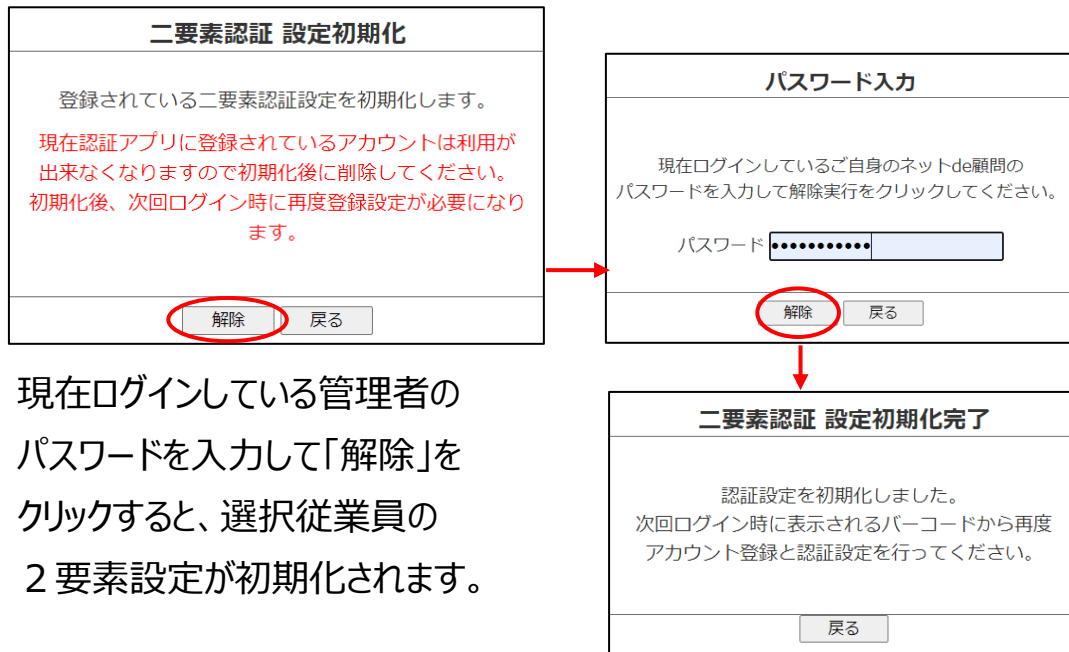 二要素認証 設定初期化
登録されている二要素認証設定を初期化します。
現在認証アプリに登録されているアカウントは利用が
出来なくなりますので初期化後に削除してください。
初期化後、次回ログイン時に再度登録設定が必要になり
ます。
解除 戻る
パスワード入力
現在ログインしているご自身のネットde顧問の
パスワードを入力して解除実行をクリックしてください。
パスワード •••••••••••
解除 戻る
現在ログインしている管理者の
パスワードを入力して「解除」を
クリックすると、選択従業員の
２要素設定が初期化されます。
二要素認証 設定初期化完了
認証設定を初期化しました。
次回ログイン時に表示されるバーコードから再度
アカウント登録と認証設定を行ってください。
戻る